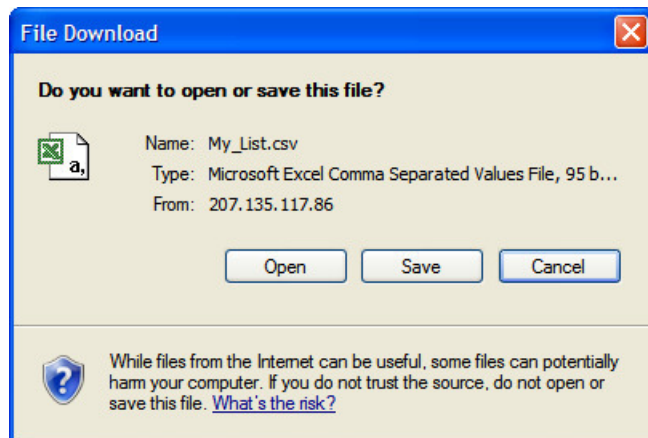 File Download
Do you want to open or save this file?
a,
Name: My_List.csv
Type: Microsoft Excel Comma Separated Values File, 95 b...
From: 207.135.117.86
Open Save Cancel
While files from the Internet can be useful, some files can potentially
harm your computer. If you do not trust the source, do not open or
save this file. What's the risk?